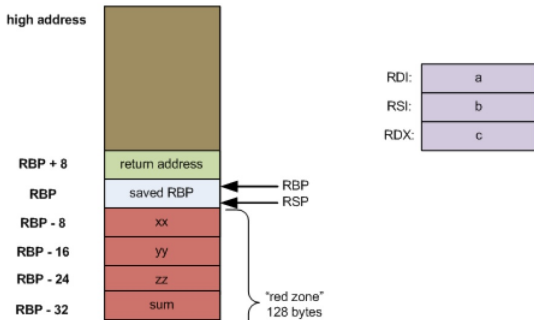 high address
RDI: a
RSI: b
RDX: c
RBP + 8 return address
RBP saved RBP RBP
RSP
RBP - 8 xx
RBP - 16 yy
RBP - 24 zz
RBP - 32 sum
"red zone"
128 bytes